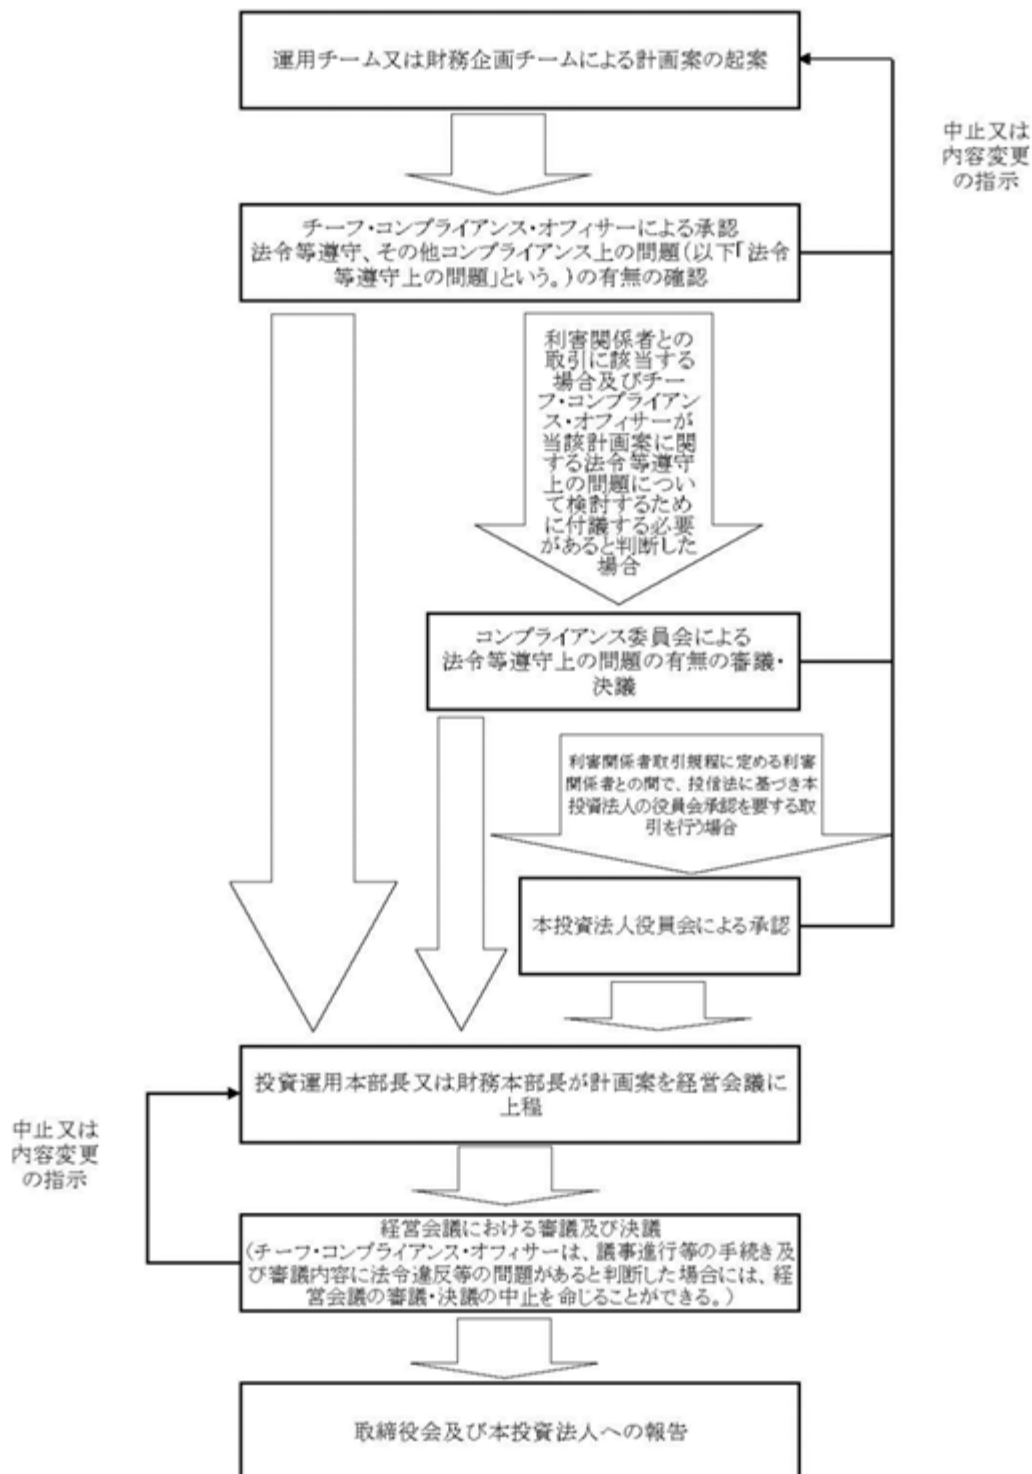 運用チーム又は財務企画チームによる計画案の起案
中止又は
内容変更
の指示
チーフ・コンプライアンス・オフィサーによる承認
法令等遵守、その他コンプライアンス上の問題(以下「法令
等遵守上の問題」という。)の有無の確認
利害関係者との
取引に該当する
場合及びチー
フ・コンプライアン
ス・オフィサーが
当該計画案に関
する法令等遵守
上の問題につい
て検討するため
に付議する必要
があると判断した
場合
コンプライアンス委員会による
法令等遵守上の問題の有無の審議・
決議
利害関係者取引規程に定める利害
関係者との間で、投信法に基づき本
投資法人の役員会承認を要する取
引を行う場合
本投資法人役員会による承認
投資運用本部長又は財務本部長が計画案を経営会議に
上程
中止又は
内容変更
の指示
経営会議における審議及び決議
(チーフ・コンプライアンス・オフィサーは、議事進行等の手続き及
び審議内容に法令違反等の問題があると判断した場合には、経
営会議の審議・決議の中止を命じることができる。)
取締役会及び本投資法人への報告